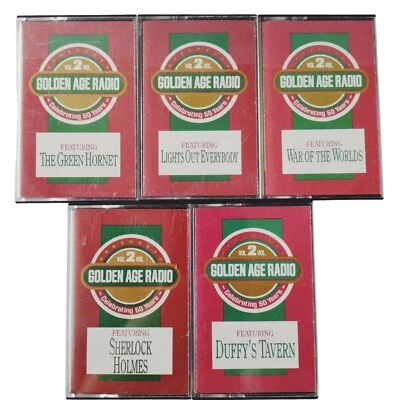 VOL. 2 VOL.
GOLDEN AGE RADIO
Celebrating 50 Years
FEATURING
THE GREEN HORNET
VOL. 2 VOL.
GOLDEN AGE RADIO
Celebrating 50 Years
FEATURING
LIGHTS OUT EVERYBODY
VOL. 2 VOL.
GOLDEN AGE RADIO
Celebrating 50 Years
FEATURING
WAR OF THE WORLDS
VOL. 2 VOL.
GOLDEN AGE RADIO
Celebrating 50 Years
FEATURING
SHERLOCK
HOLMES
VOL. 2 VOL.
GOLDEN AGE RADIO
Celebrating 50 Years
FEATURING
DUFFY'S TAVERN